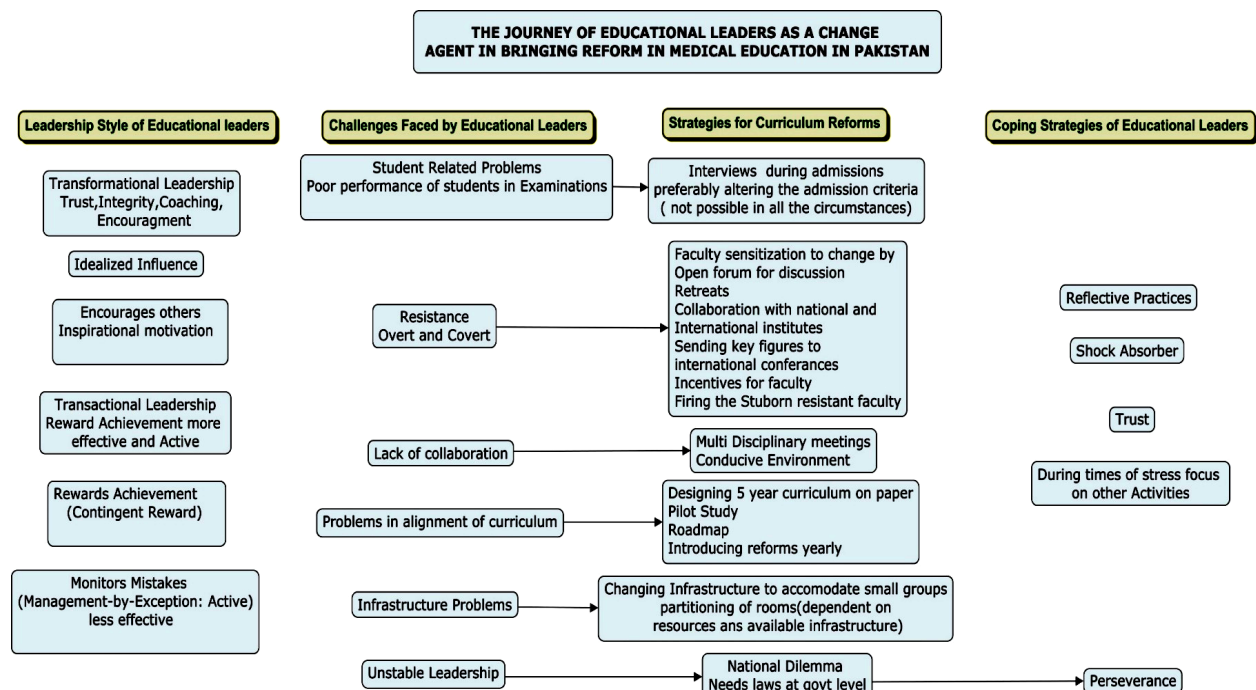 THE JOURNEY OF EDUCATIONAL LEADERS AS A CHANGE
AGENT IN BRINGING REFORM IN MEDICAL EDUCATION IN PAKISTAN
Leadership Style of Educational leaders
Transformational Leadership
Trust,Integrity,Coaching,
Encouragment
Idealized Influence
Encourages others
Inspirational motivation
Transactional Leadership
Reward Achievement more
effective and Active
Rewards Achievement
(Contingent Reward)
Monitors Mistakes
(Management-by-Exception: Active)
less effective
Challenges Faced by Educational Leaders
Student Related Problems
Poor performance of students in Examinations
Resistance
Overt and Covert
Lack of collaboration
Problems in alignment of curriculum
Infrastructure Problems
Unstable Leadership
Strategies for Curriculum Reforms
Interviews during admissions
preferably altering the admission criteria
( not possible in all the circumstances)
Faculty sensitization to change by
Open forum for discussion
Retreats
Collaboration with national and
International institutes
Sending key figures to
international conferances
Incentives for faculty
Firing the Stuborn resistant faculty
Multi Disciplinary meetings
Conducive Environment
Designing 5 year curriculum on paper
Pilot Study
Roadmap
Introducing reforms yearly
Changing Infrastructure to accomodate small groups
partitioning of rooms(dependent on
resources ans available infrastructure)
National Dilemma
Needs laws at govt level
Coping Strategies of Educational Leaders
Reflective Practices
Shock Absorber
Trust
During times of stress focus
on other Activities
Perseverance